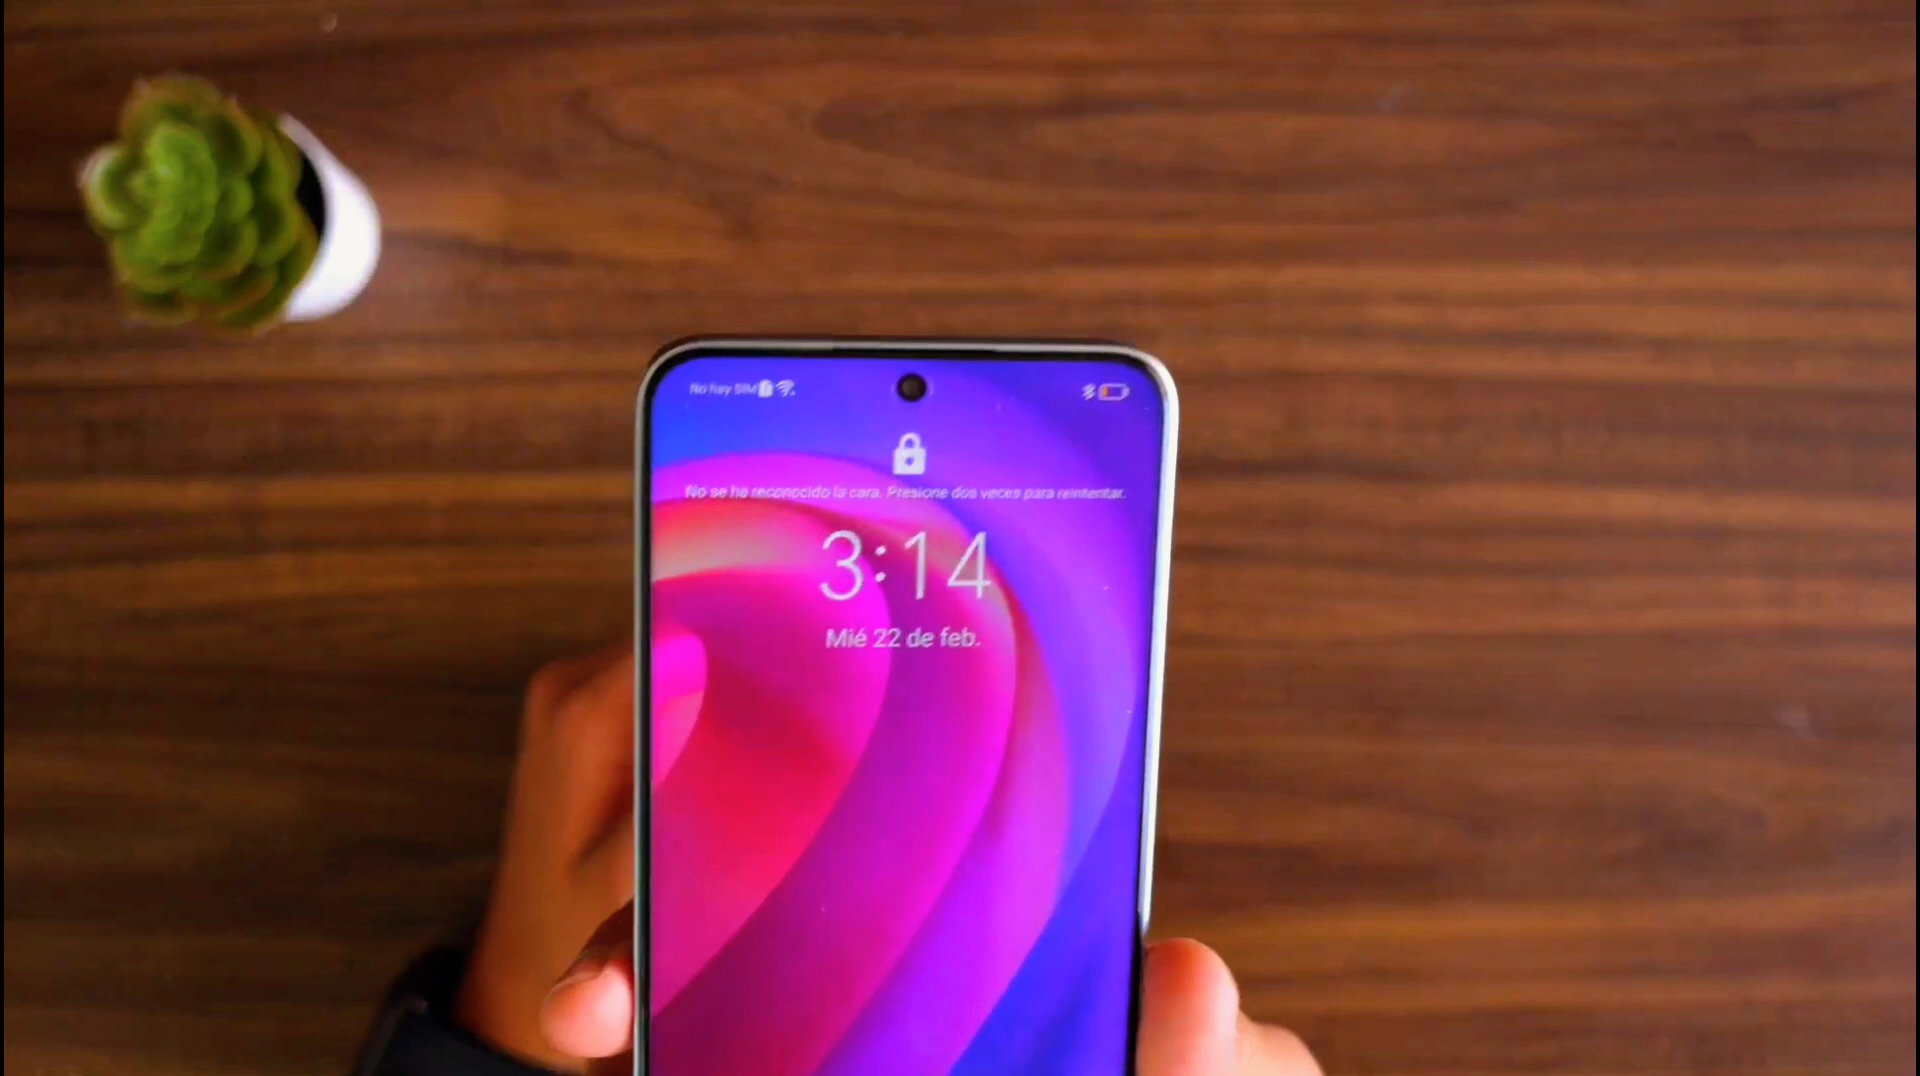 No hay SIM
No se ha reconocido la cara. Presione dos veces para reintentar.
3:14
Mié 22 de feb.